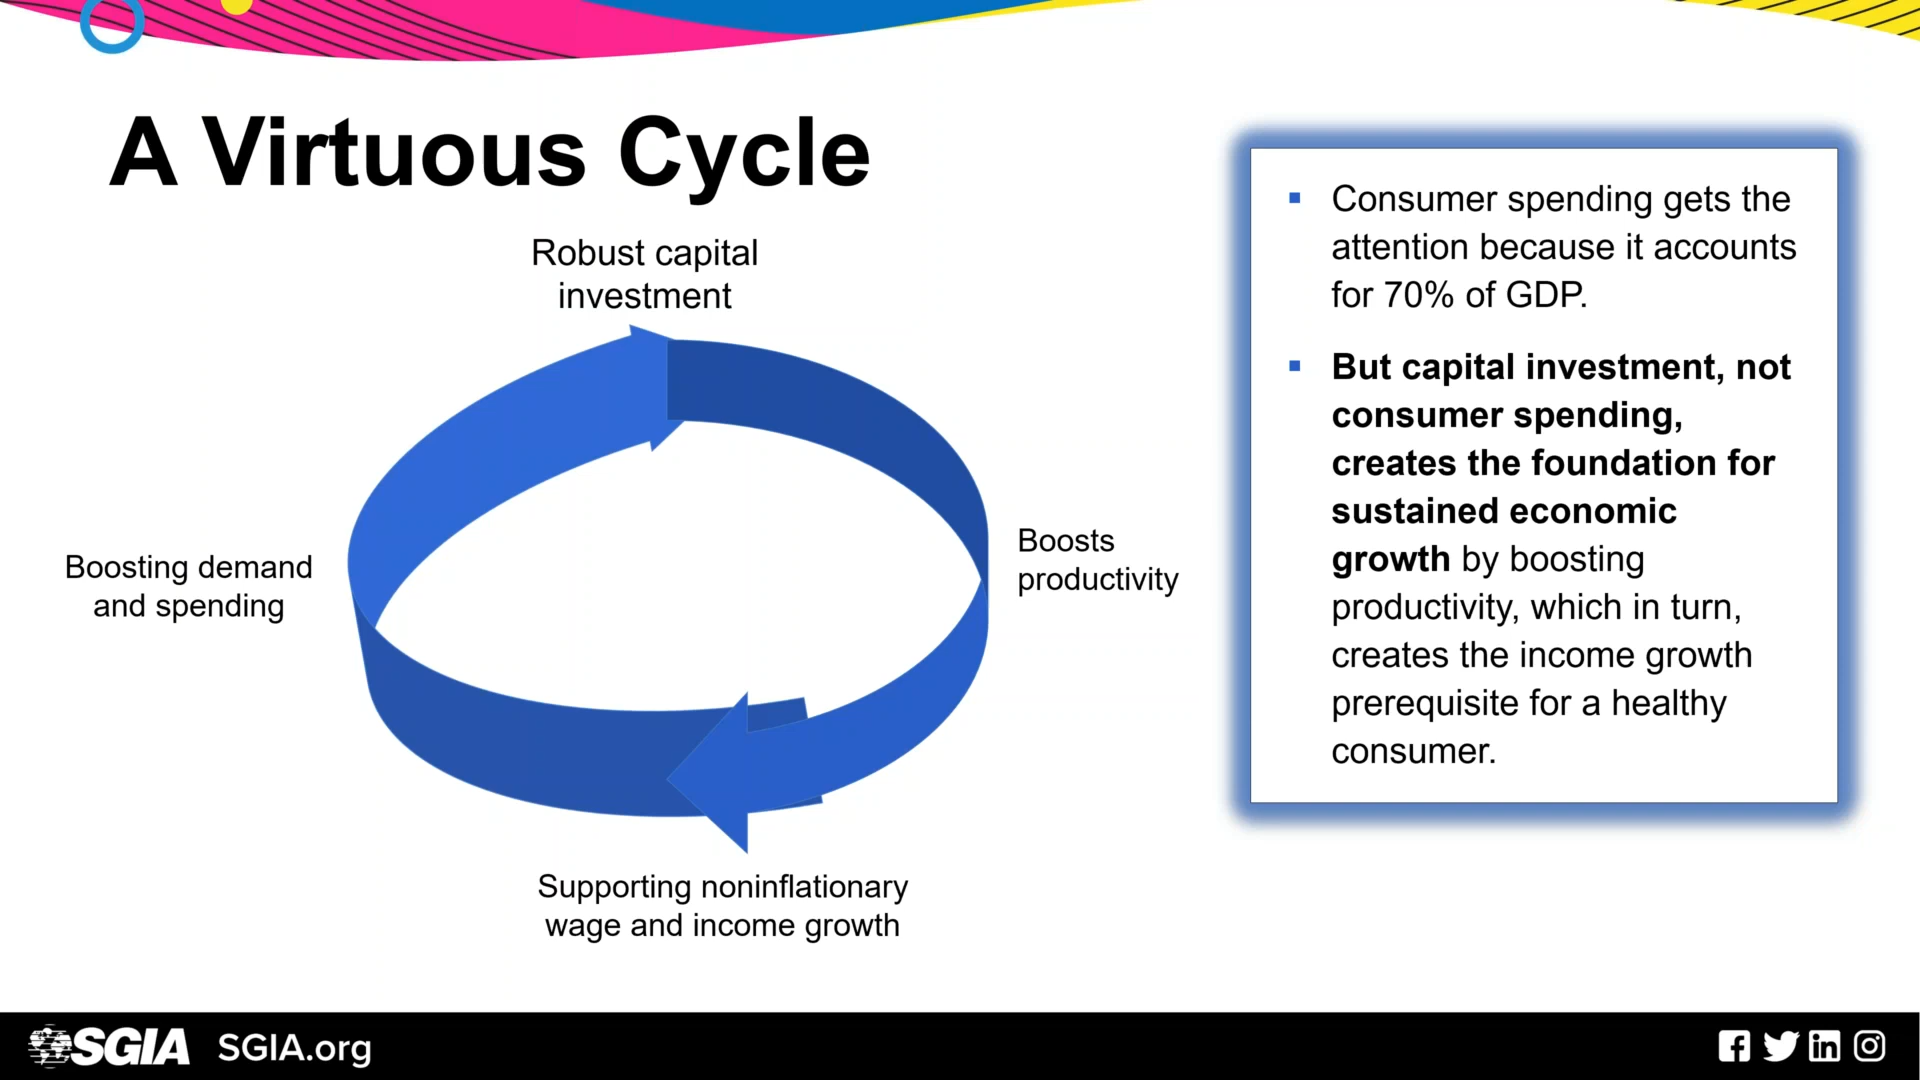 A Virtuous Cycle
Robust capital
investment
Boosts
productivity
Supporting noninflationary
wage and income growth
Boosting demand
and spending
Consumer spending gets the
attention because it accounts
for 70% of GDP.
But capital investment, not
consumer spending,
creates the foundation for
sustained economic
growth by boosting
productivity, which in turn,
creates the income growth
prerequisite for a healthy
consumer.
SGIA SGIA.org